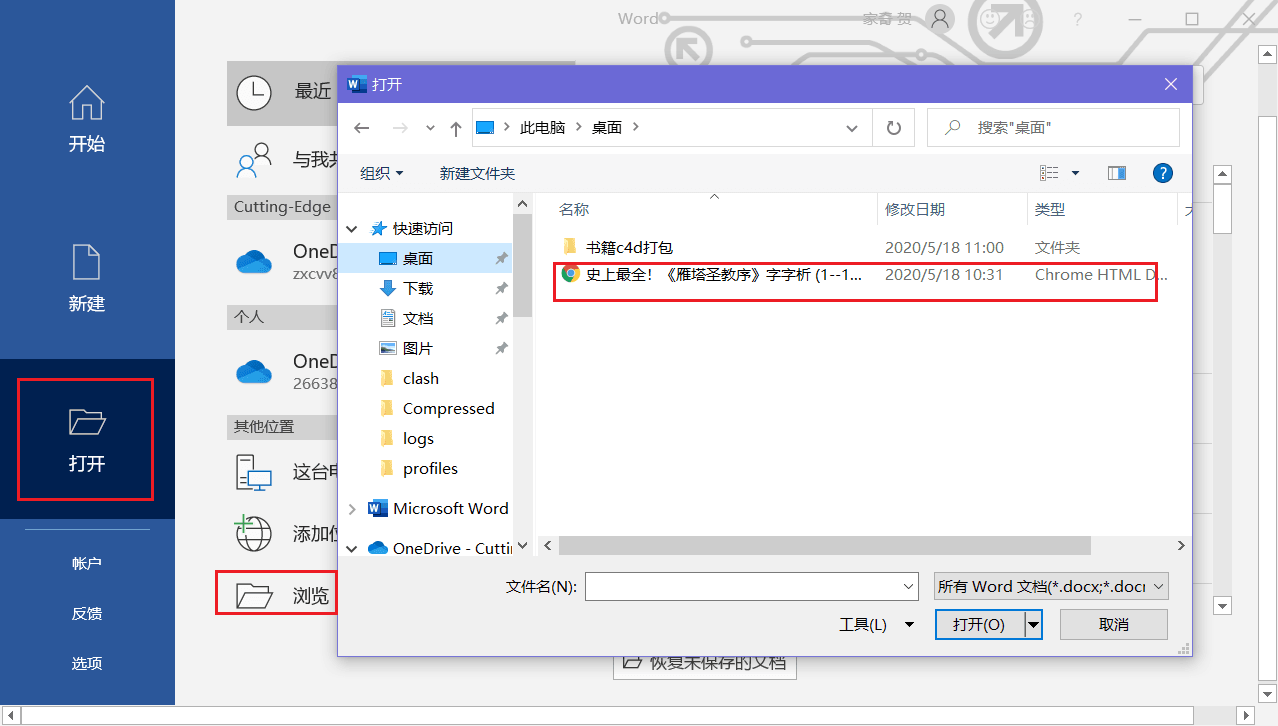 Word
家奋 贺
开始
新建
打开
帐户
反馈
选项
最近
与我共
Cutting-Edge
OneD
zxcvv8
个人
OneD
26638
其他位置
这台电
添加位
浏览
恢复未保存的文档
打开
此电脑
桌面
搜索"桌面"
组织
新建文件夹
快速访问
桌面
下载
文档
图片
clash
Compressed
logs
profiles
Microsoft Word
OneDrive - Cutti
名称 修改日期 类型
书籍c4d打包 2020/5/18 11:00 文件夹
史上最全！《雁塔圣教序》字字析 (1--1... 2020/5/18 10:31 Chrome HTML D...
文件名(N):
所有 Word 文档(*.docx;*.docr
工具(L)
打开(O)
取消